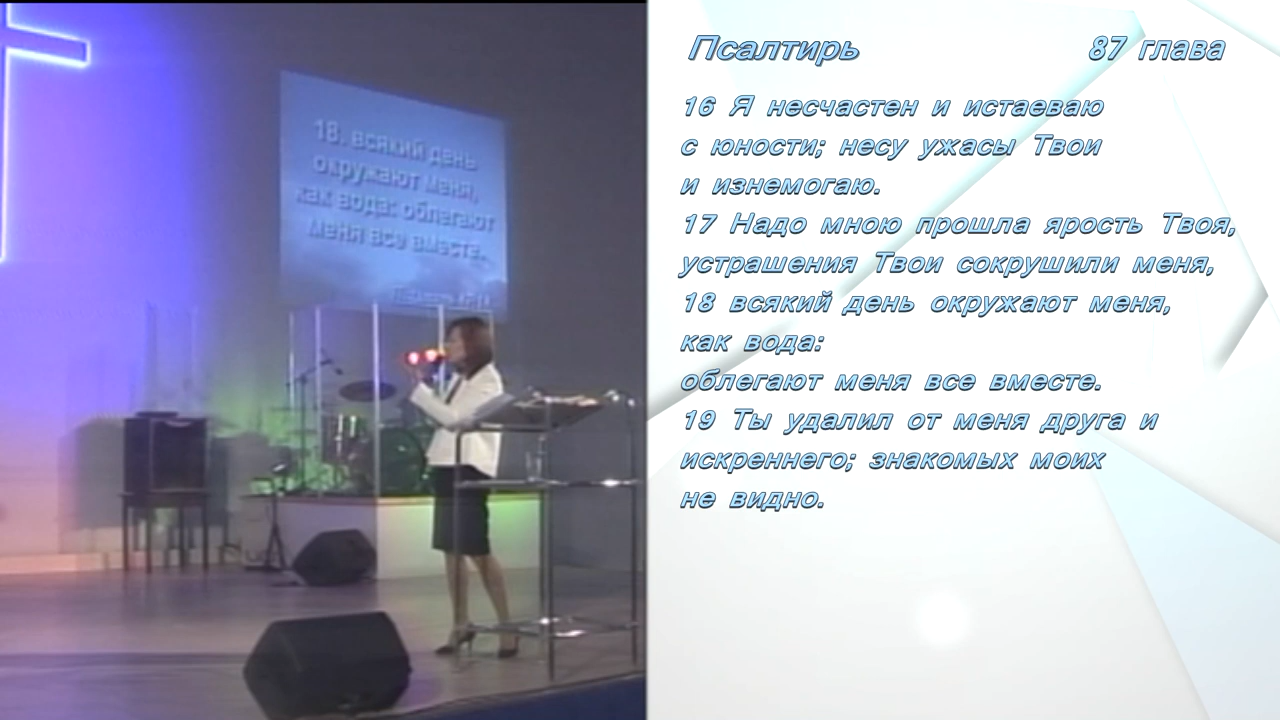 18. всякий день
окружают меня,
как вода: облегают
меня все вместе.
Псалтирь 87 глава
16 Я несчастен и истаеваю
с юности; несу ужасы Твои
и изнемогаю.
17 Надо мною прошла ярость Твоя,
устрашения Твои сокрушили меня,
18 всякий день окружают меня,
как вода:
облегают меня все вместе.
19 Ты удалил от меня друга и
искреннего; знакомых моих
не видно.